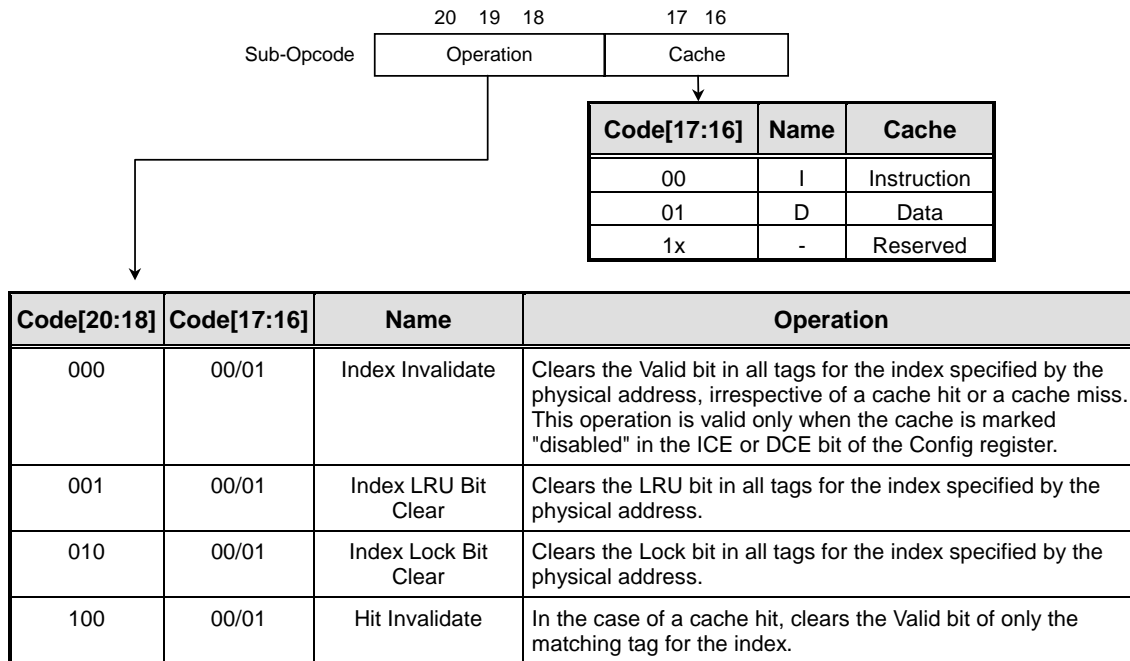 20 19 18 17 16
Sub-Opcode Operation Cache
Code[17:16] Name Cache
00 I Instruction
01 D Data
1x - Reserved
Code[20:18] Code[17:16] Name Operation
000 00/01 Index Invalidate Clears the Valid bit in all tags for the index specified by the
physical address, irrespective of a cache hit or a cache miss.
This operation is valid only when the cache is marked
"disabled" in the ICE or DCE bit of the Config register.
001 00/01 Index LRU Bit Clears the LRU bit in all tags for the index specified by the
Clear physical address.
010 00/01 Index Lock Bit Clears the Lock bit in all tags for the index specified by the
Clear physical address.
100 00/01 Hit Invalidate In the case of a cache hit, clears the Valid bit of only the
matching tag for the index.